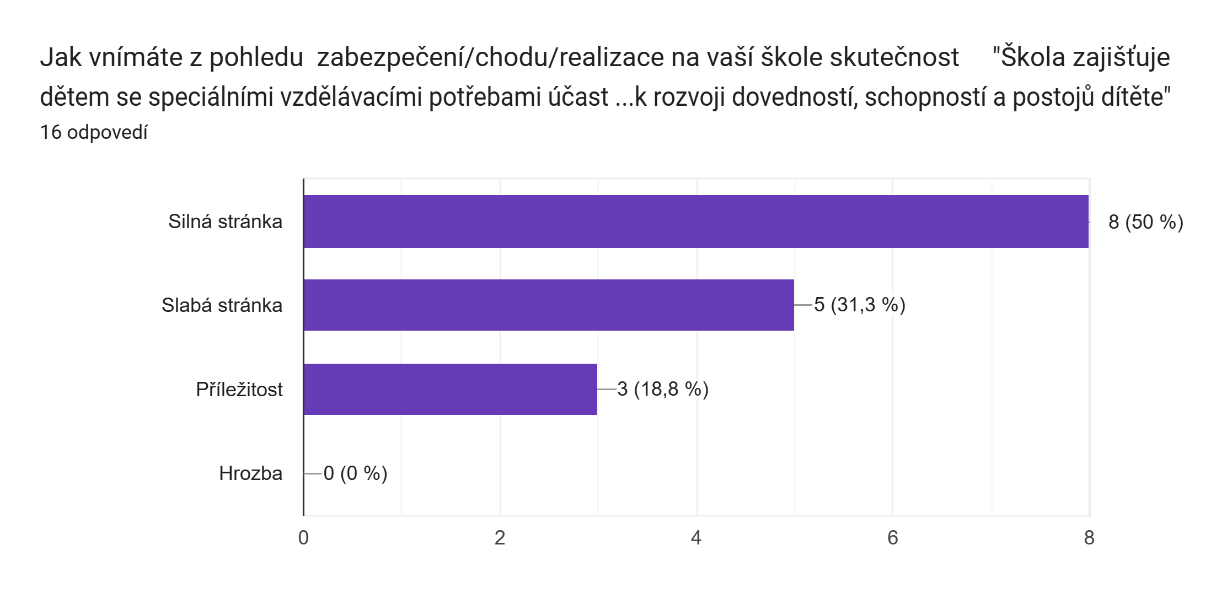 Jak vnímáte z pohledu  zabezpečení/chodu/realizace na vaší škole skutečnost     "Škola zajišťuje
dětem se speciálními vzdělávacími potřebami účast ...k rozvoji dovedností, schopností a postojů dítěte"
16 odpovedí
Silná stránka 8 (50 %)
Slabá stránka 5 (31,3 %)
Příležitost 3 (18,8 %)
Hrozba 0 (0 %)
0 2 4 6 8